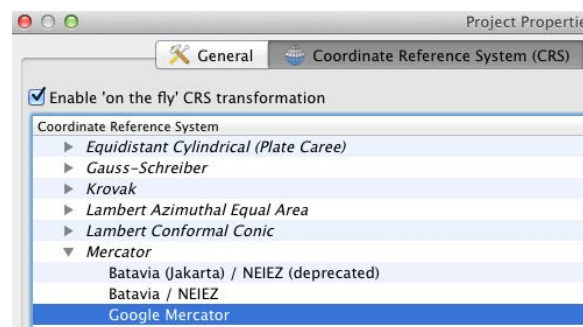 Project Properti
General
Coordinate Reference System (CRS)
Enable 'on the fly' CRS transformation
Coordinate Reference System
Equidistant Cylindrical (Plate Caree)
Gauss-Schreiber
Krovak
Lambert Azimuthal Equal Area
Lambert Conformal Conic
Mercator
Batavia (Jakarta) / NEIEZ (deprecated)
Batavia / NEIEZ
Google Mercator